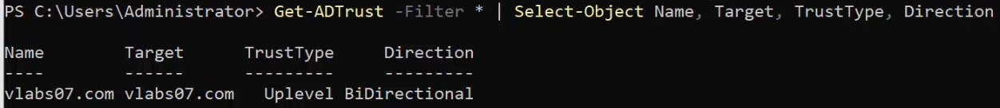 PS C:\Users\Administrator> Get-ADTrust -Filter * | Select-Object Name, Target, TrustType, Direction
Name Target TrustType Direction
---- ------ --------- ---------
vlabs07.com vlabs07.com Uplevel BiDirectional